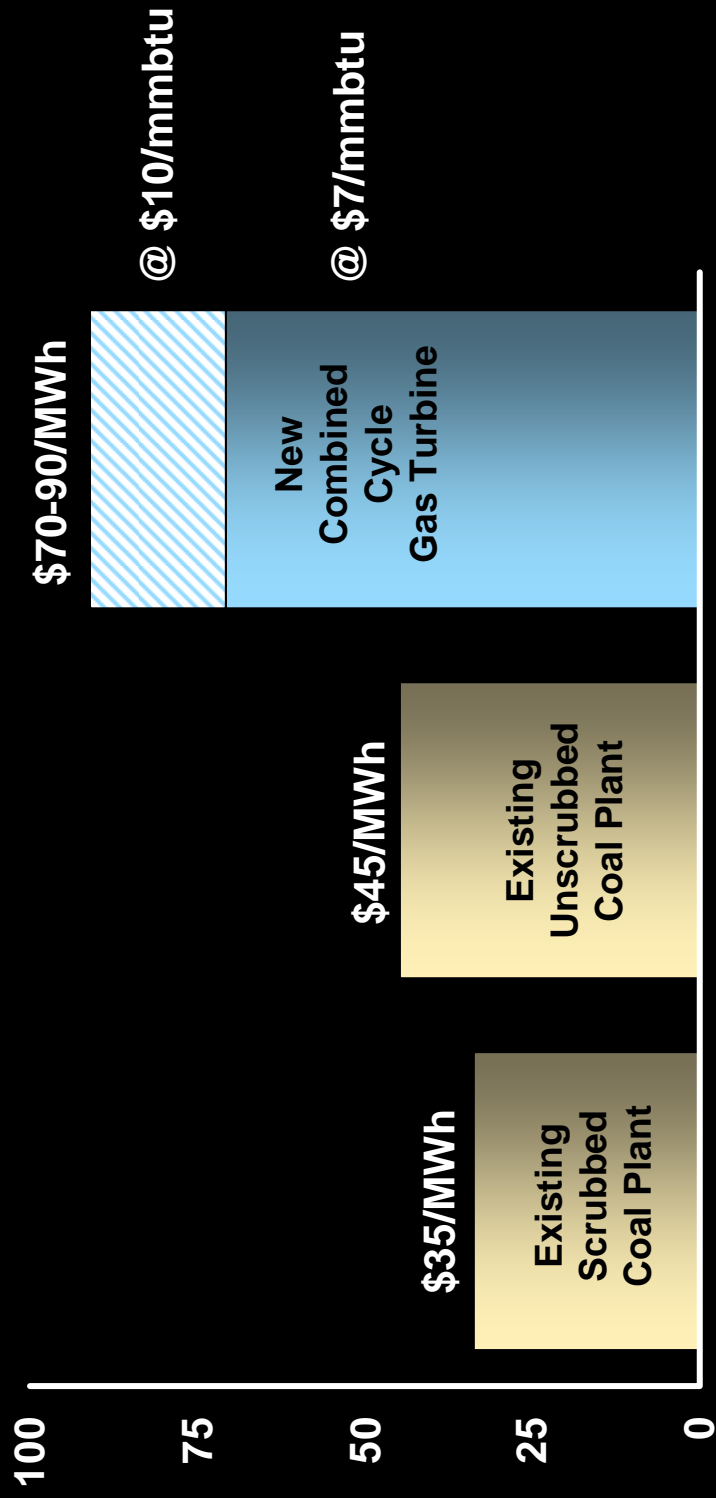 100
75
50
25
0
$35/MWh
Existing
Scrubbed
Coal Plant
$45/MWh
Existing
Unscrubbed
Coal Plant
$70-90/MWh
New
Combined
Cycle
Gas Turbine
@ $10/mmbtu
@ $7/mmbtu